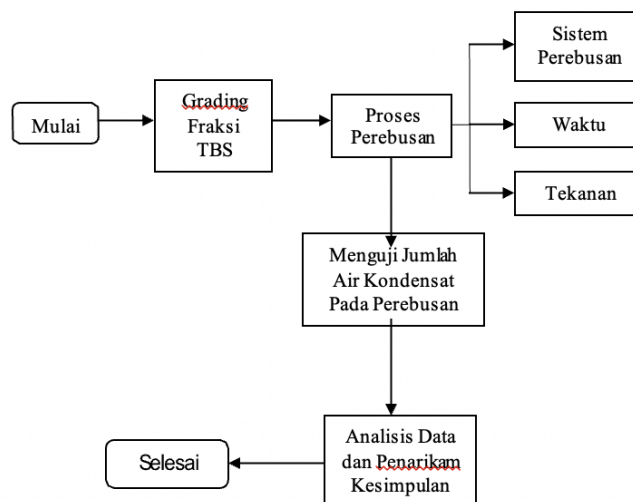 Mulai
Grading
Fraksi
TBS
Proses
Perebusan
Sistem
Perebusan
Waktu
Tekanan
Menguji Jumlah
Air Kondensat
Pada Perebusan
Analisis Data
dan Penarikam
Kesimpulan
Selesai